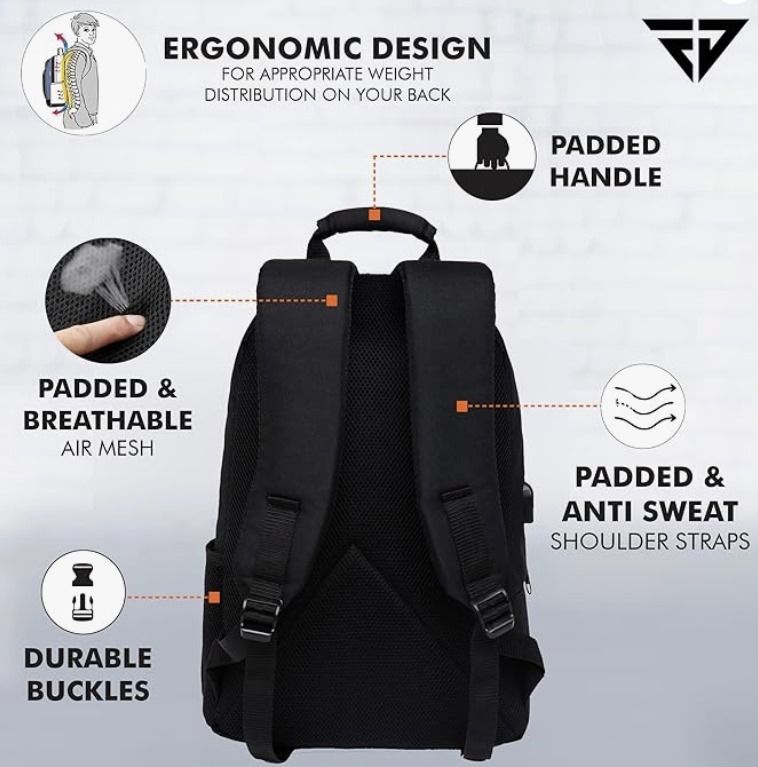 ERGONOMIC DESIGN
FOR APPROPRIATE WEIGHT
DISTRIBUTION ON YOUR BACK
PADDED
HANDLE
PADDED &
BREATHABLE
AIR MESH
PADDED &
ANTI SWEAT
SHOULDER STRAPS
DURABLE
BUCKLES